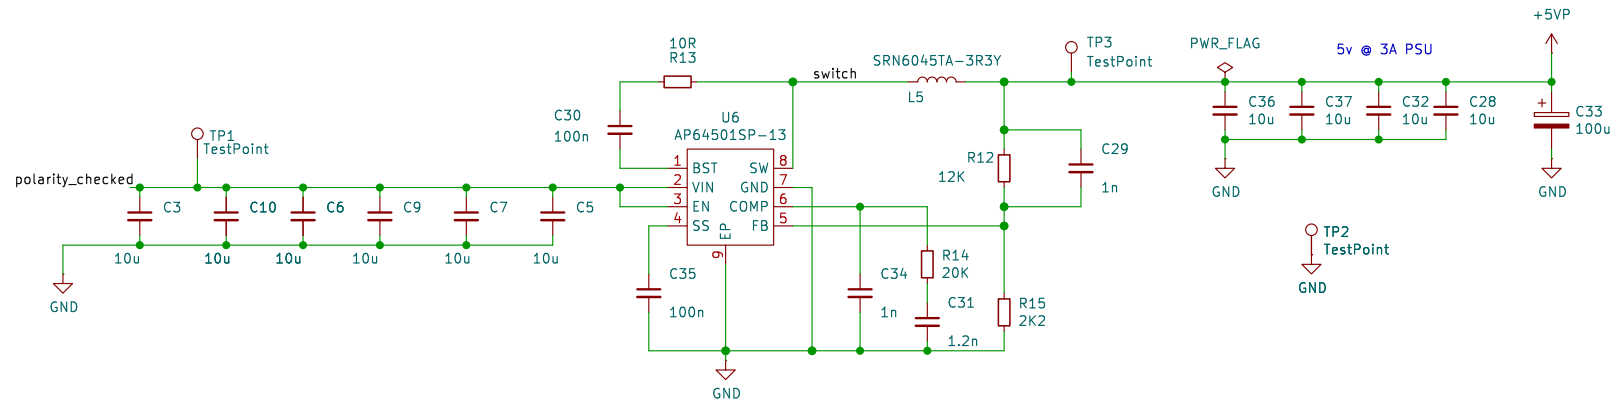 +5VP
10R
R13
TP3
TestPoint
PWR_FLAG
5v @ 3A PSU
SRN6045TA-3R3Y
L5
switch
C36
10u
C37
10u
C32
10u
C28
10u
+
C33
100u
GND
GND
C30
100n
U6
AP64501SP-13
1
BST
2
VIN
3
EN
4
SS
SW
8
GND
7
COMP
6
FB
5
EP
9
TP1
TestPoint
polarity_checked
C3
10u
C10
10u
C6
10u
C9
10u
C7
10u
C5
10u
GND
R12
12K
C29
1n
TP2
TestPoint
GND
C35
100n
C34
1n
R14
20K
C31
1.2n
R15
2K2
GND